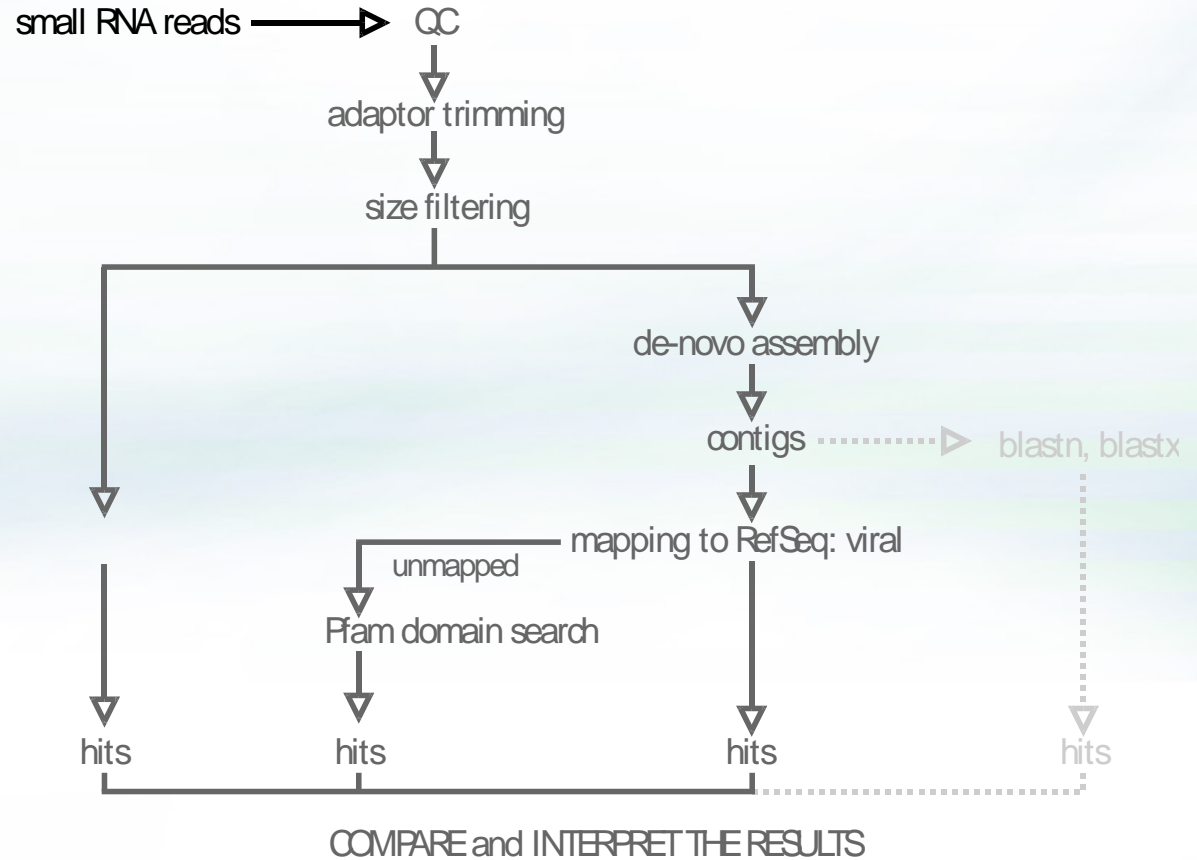 small RNA reads
QC
adaptor trimming
size filtering
de-novo assembly
contigs
blastn, blastx
mapping to RefSeq: viral
unmapped
Pfam domain search
hits
hits
hits
hits
COMPARE and INTERPRET THE RESULTS